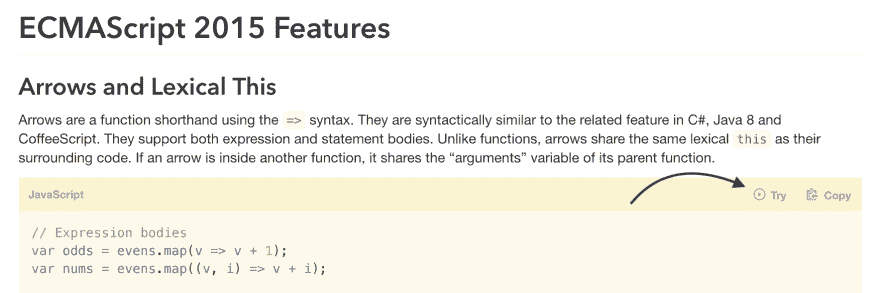 ECMAScript 2015 Features
Arrows and Lexical This
Arrows are a function shorthand using the => syntax. They are syntactically similar to the related feature in C#, Java 8 and
CoffeeScript. They support both expression and statement bodies. Unlike functions, arrows share the same lexical this as their
surrounding code. If an arrow is inside another function, it shares the “arguments” variable of its parent function.
JavaScript Try Copy
// Expression bodies
var odds = evens.map(v => v + 1);
var nums = evens.map((v, i) => v + i);